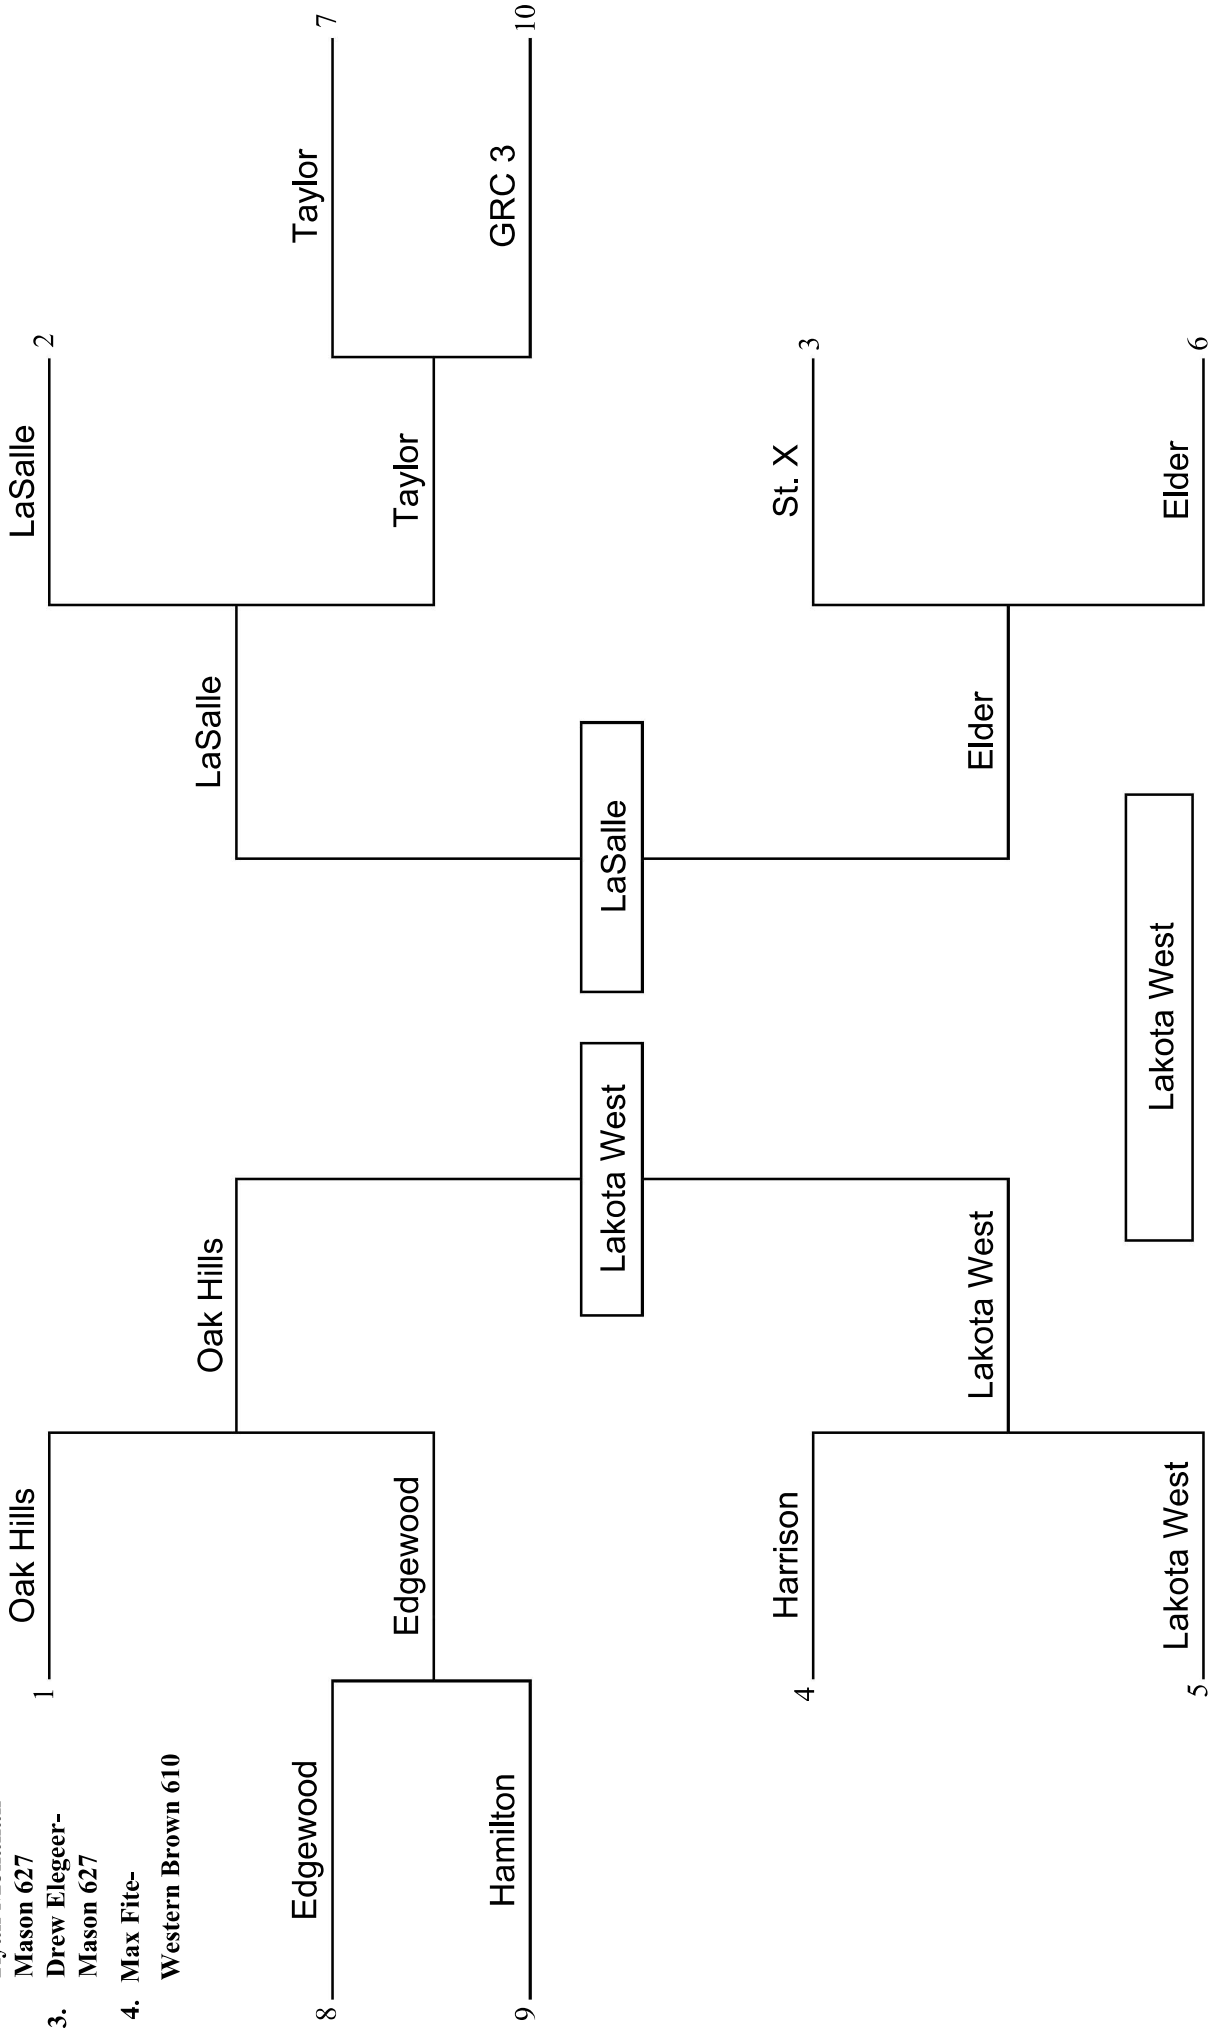 Mason 627
3. Drew Elegeer-
Mason 627
4. Max Fite-
Western Brown 610
1
Oak Hills
Oak Hills
8
Edgewood
Edgewood
Hamilton
9
LaSalle
2
LaSalle
Taylor
7
Taylor
GRC 3
10
Lakota West
LaSalle
4
Harrison
Lakota West
Lakota West
5
St. X
3
Elder
Elder
6
Lakota West